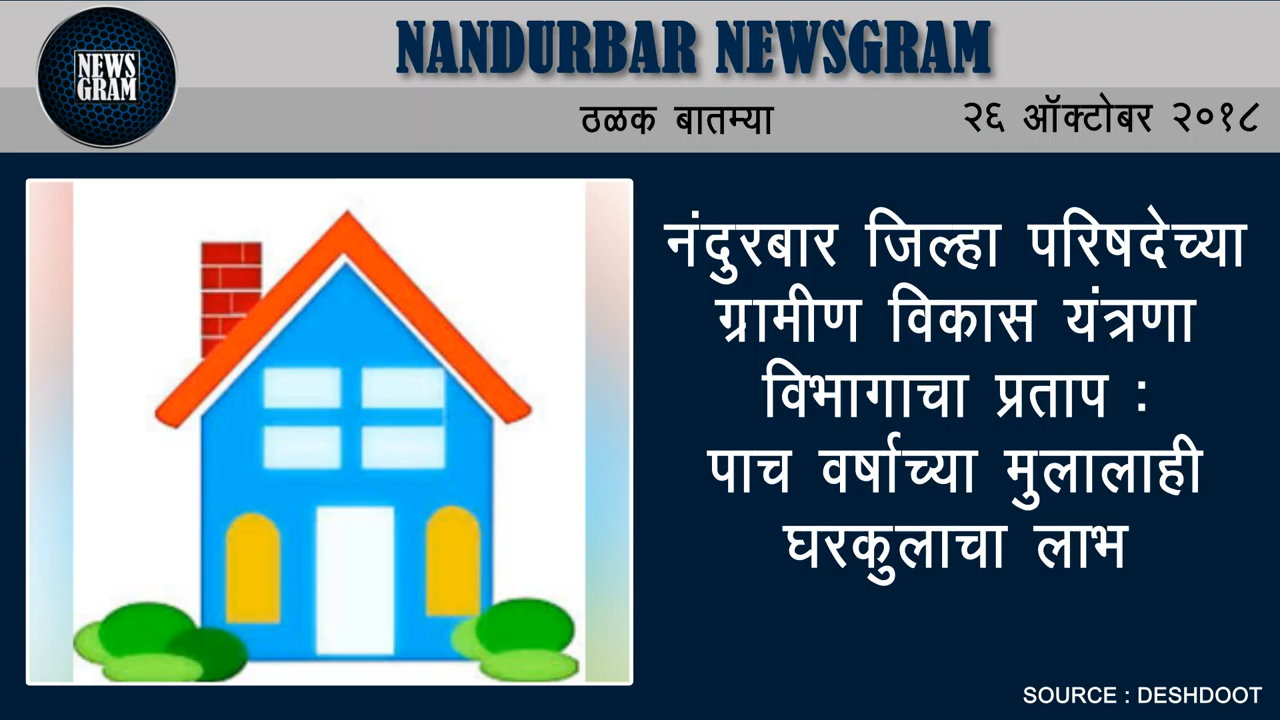 NEWS
GRAM
NANDURBAR NEWSGRAM
ठळक बातम्या
२६ ऑक्टोबर २०१८
नंदुरबार जिल्हा परिषदेच्या
ग्रामीण विकास यंत्रणा
विभागाचा प्रताप :
पाच वर्षाच्या मुलालाही
घरकुलाचा लाभ
SOURCE : DESHDOOT